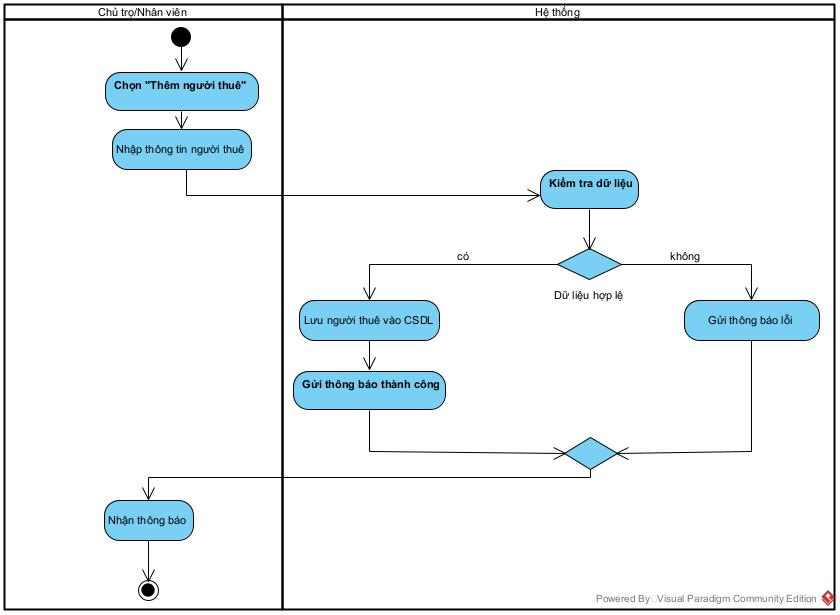 Chủ trọ/Nhân viên
Hệ thống
Chọn "Thêm người thuê"
Nhập thông tin người thuê
Kiểm tra dữ liệu
có
không
Dữ liệu hợp lệ
Lưu người thuê vào CSDL
Gửi thông báo lỗi
Gửi thông báo thành công
Nhận thông báo
Powered By Visual Paradigm Community Edition